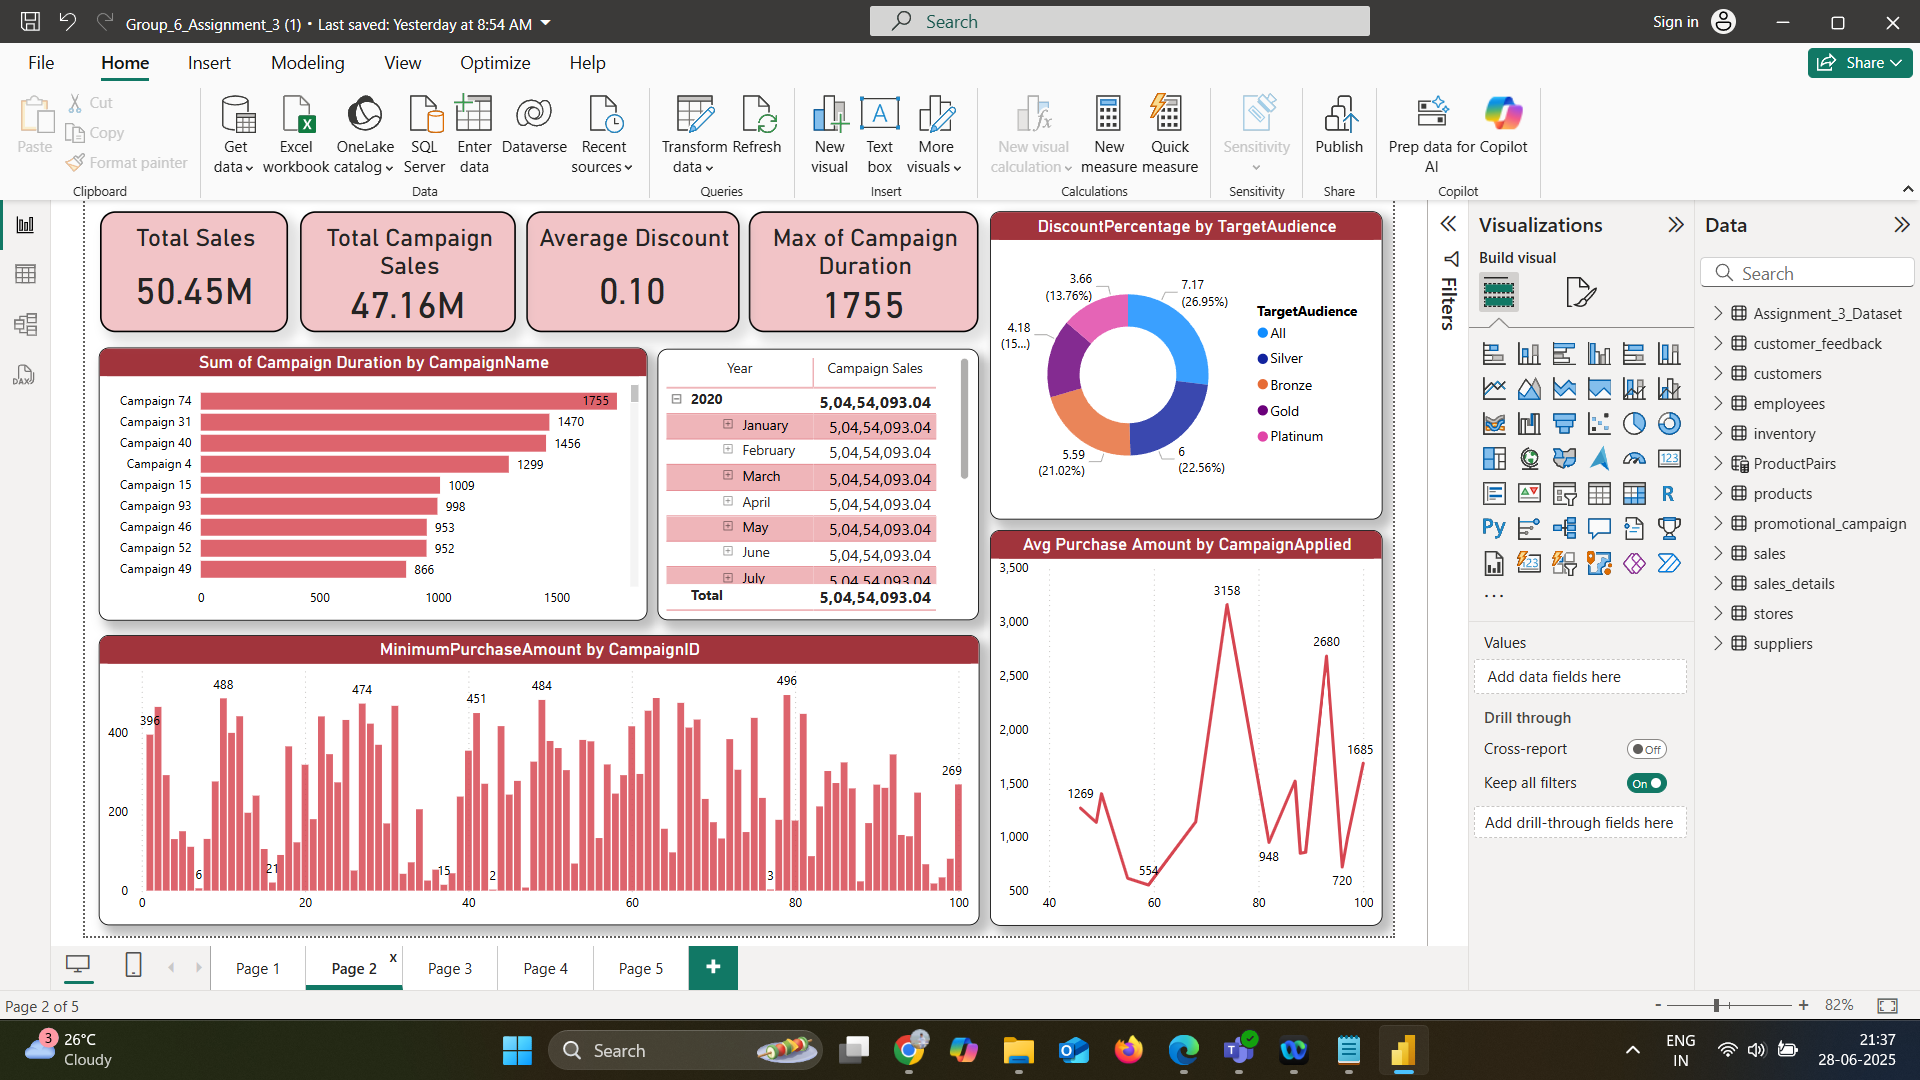 Group_6_Assignment_3 (1) • Last saved: Yesterday at 8:54 AM
Search
Sign in
File
Home
Insert
Modeling
View
Optimize
Help
Share
Paste
Cut
Copy
Format painter
Clipboard
Get data
Excel workbook
OneLake catalog
SQL Server
Enter data
Dataverse
Recent sources
Data
Transform data
Refresh
Queries
New visual
Text box
More visuals
Insert
New visual calculation
New measure
Quick measure
Calculations
Sensitivity
Sensitivity
Publish
Share
Prep data for AI
Copilot
Copilot
Total Sales
50.45M
Total Campaign
Sales
47.16M
Average Discount
0.10
Max of Campaign
Duration
1755
Sum of Campaign Duration by CampaignName
Campaign 74 1755
Campaign 31 1470
Campaign 40 1456
Campaign 4 1299
Campaign 15 1009
Campaign 93 998
Campaign 46 953
Campaign 52 952
Campaign 49 866
0 500 1000 1500
Year Campaign Sales
2020 5,04,54,093.04
January 5,04,54,093.04
February 5,04,54,093.04
March 5,04,54,093.04
April 5,04,54,093.04
May 5,04,54,093.04
June 5,04,54,093.04
July 5,04,54,093.04
Total 5,04,54,093.04
DiscountPercentage by TargetAudience
3.66
(13.76%)
7.17
(26.95%)
4.18
(15...)
5.59
(21.02%)
6
(22.56%)
TargetAudience
All
Silver
Bronze
Gold
Platinum
MinimumPurchaseAmount by CampaignID
400
200
0
396
6
488
21
474
15
451
2
484
3
496
269
0 20 40 60 80 100
Avg Purchase Amount by CampaignApplied
3,500
3,000
2,500
2,000
1,500
1,000
500
1269
554
3158
948
2680
720
1685
40 60 80 100
Filters
Visualizations
Build visual
123
R
Py
123
...
Values
Add data fields here
Drill through
Cross-report
Off
Keep all filters
On
Add drill-through fields here
Data
Search
Assignment_3_Dataset
customer_feedback
customers
employees
inventory
ProductPairs
products
promotional_campaign
sales
sales_details
stores
suppliers
DAX
Page 1
Page 2
x
Page 3
Page 4
Page 5
+
Page 2 of 5
- + 82%
3
26°C
Cloudy
Search
ENG
IN
21:37
28-06-2025